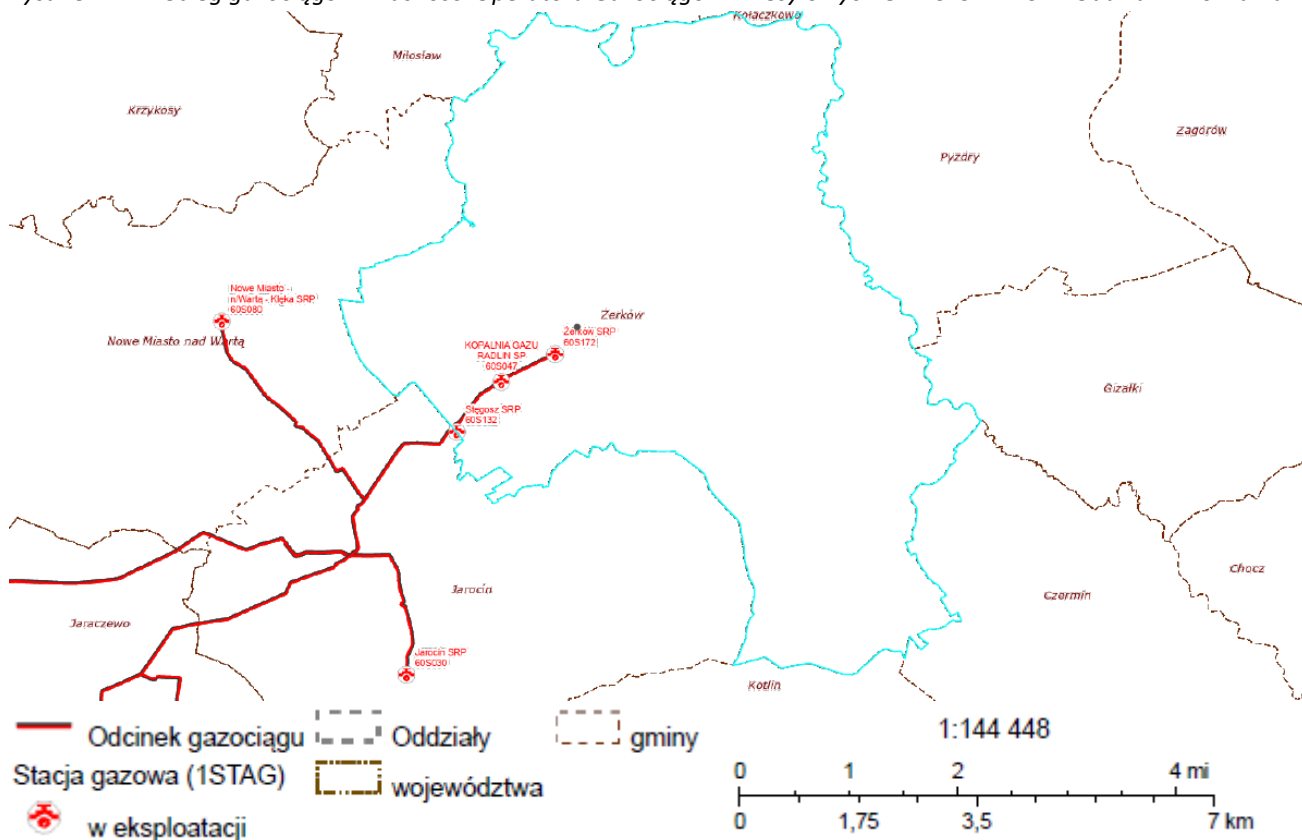 Kołaczkowo
Miłosław
Krzykosy
Zagórów
Pyzdry
Nowe Miasto -
n/Wartą - Klęka SRP
60S080
Żerków
Nowe Miasto nad Wartą
Żerków SRP
60S172
KOPALNIA GAZU
RADLIN SP
60S047
Gizałki
Stęgosz SRP
60S132
Chocz
Jarocin
Czermin
Jaraczewo
Jarocin SRP
60S030
Kotlin
Odcinek gazociągu
Oddziały
gminy
1:144 448
Stacja gazowa (1STAG)
województwa
0 1 2 4 mi
w eksploatacji
0 1,75 3,5 7 km